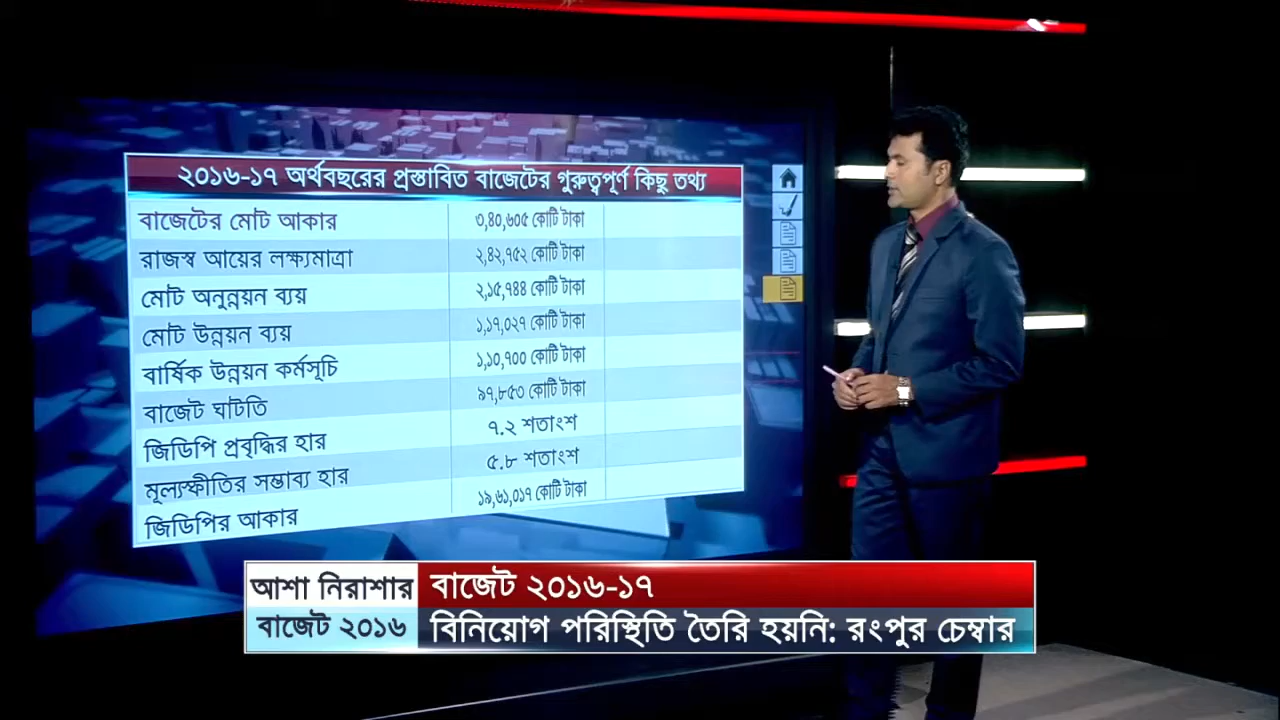 ২০১৬-১৭ অর্থবছরের প্রস্তাবিত বাজেটের গুরুত্বপূর্ণ কিছু তথ্য
বাজেটের মোট আকার ৩,৪০,৬০৫ কোটি টাকা
রাজস্ব আয়ের লক্ষ্যমাত্রা ২,৪২,৭৫২ কোটি টাকা
মোট অনুন্নয়ন ব্যয় ২,১৫,৭৪৪ কোটি টাকা
মোট উন্নয়ন ব্যয় ১,১৭,০২৭ কোটি টাকা
বার্ষিক উন্নয়ন কর্মসূচি ১,১০,৭০০ কোটি টাকা
বাজেট ঘাটতি ৯৭,৮৫৩ কোটি টাকা
জিডিপি প্রবৃদ্ধির হার ৭.২ শতাংশ
মূল্যস্ফীতির সম্ভাব্য হার ৫.৮ শতাংশ
জিডিপির আকার ১৯,৬১,০১৭ কোটি টাকা
আশা নিরাশার
বাজেট ২০১৬
বাজেট ২০১৬-১৭
বিনিয়োগ পরিস্থিতি তৈরি হয়নি: রংপুর চেম্বার